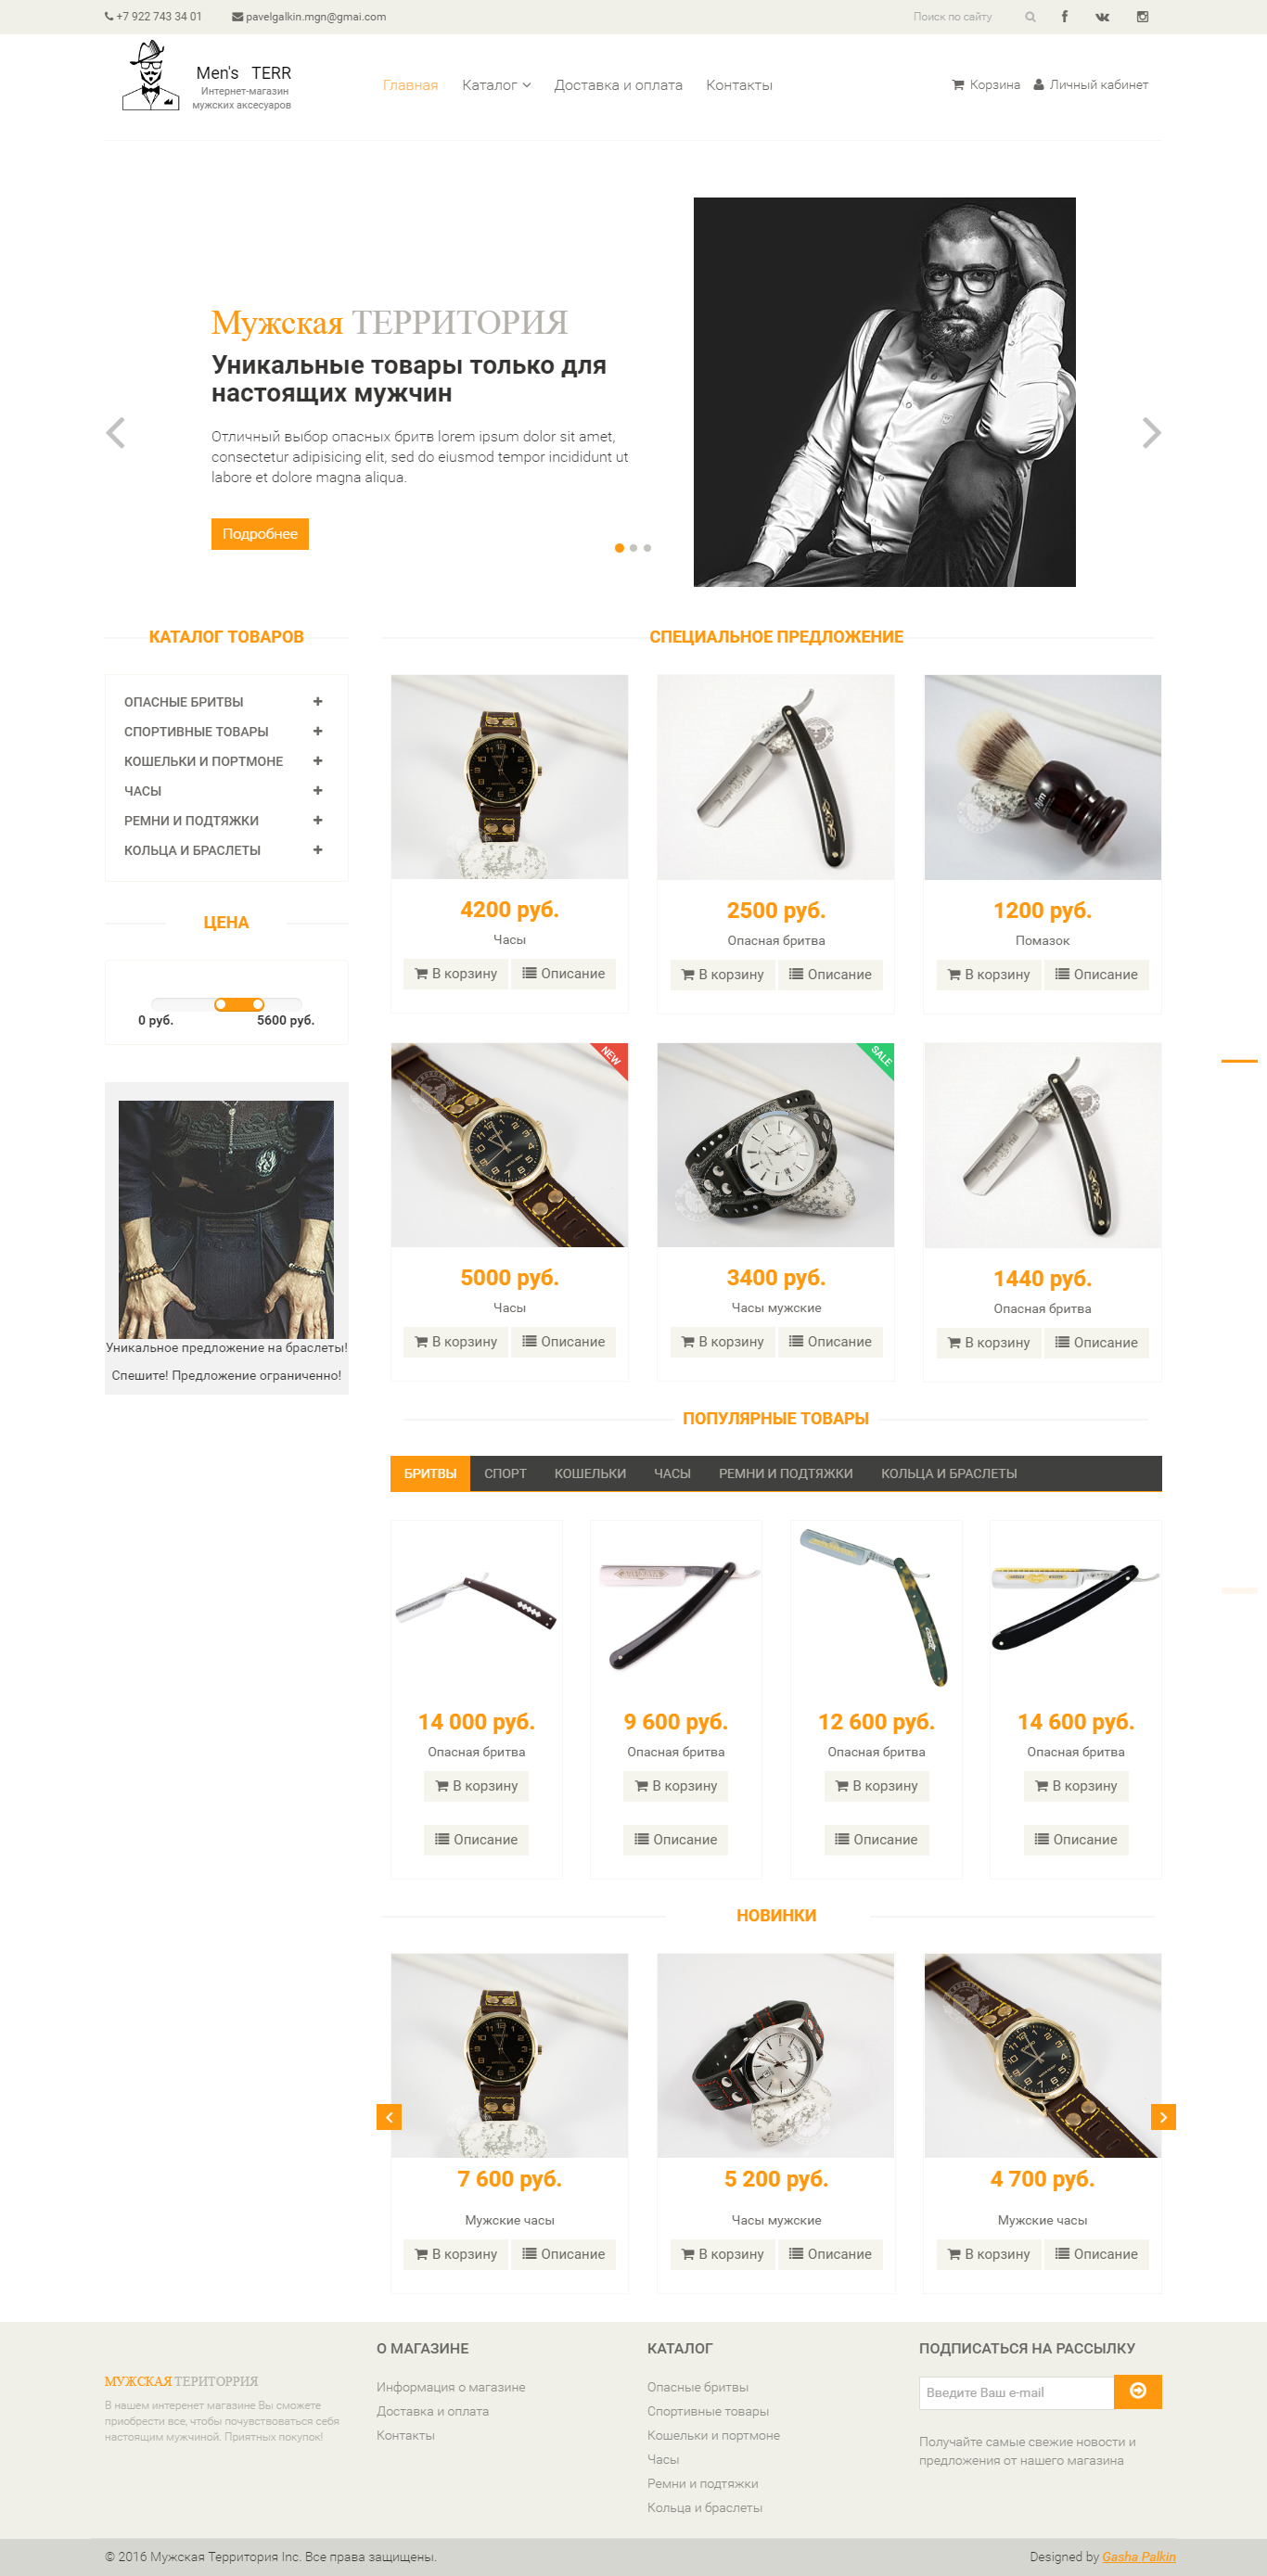 +7 922 743 34 01 pavelgalkin.mgn@gmai.com Поиск по сайту
Men's TERR
Интернет-магазин
мужских аксесуаров
Главная Каталог Доставка и оплата Контакты
Корзина Личный кабинет
Мужская ТЕРРИТОРИЯ
Уникальные товары только для
настоящих мужчин
Отличный выбор опасных бритв lorem ipsum dolor sit amet,
consectetur adipisicing elit, sed do eiusmod tempor incididunt ut
labore et dolore magna aliqua.
Подробнее
КАТАЛОГ ТОВАРОВ
ОПАСНЫЕ БРИТВЫ
СПОРТИВНЫЕ ТОВАРЫ
КОШЕЛЬКИ И ПОРТМОНЕ
ЧАСЫ
РЕМНИ И ПОДТЯЖКИ
КОЛЬЦА И БРАСЛЕТЫ
ЦЕНА
0 руб. 5600 руб.
Уникальное предложение на браслеты!
Спешите! Предложение ограниченно!
СПЕЦИАЛЬНОЕ ПРЕДЛОЖЕНИЕ
4200 руб.
Часы
В корзину Описание
2500 руб.
Опасная бритва
В корзину Описание
1200 руб.
Помазок
В корзину Описание
NEW
5000 руб.
Часы
В корзину Описание
SALE
3400 руб.
Часы мужские
В корзину Описание
1440 руб.
Опасная бритва
В корзину Описание
ПОПУЛЯРНЫЕ ТОВАРЫ
БРИТВЫ СПОРТ КОШЕЛЬКИ ЧАСЫ РЕМНИ И ПОДТЯЖКИ КОЛЬЦА И БРАСЛЕТЫ
14 000 руб.
Опасная бритва
В корзину
Описание
9 600 руб.
Опасная бритва
В корзину
Описание
12 600 руб.
Опасная бритва
В корзину
Описание
14 600 руб.
Опасная бритва
В корзину
Описание
НОВИНКИ
7 600 руб.
Мужские часы
В корзину Описание
5 200 руб.
Часы мужские
В корзину Описание
4 700 руб.
Мужские часы
В корзину Описание
МУЖСКАЯ ТЕРИТОРРИЯ
В нашем интеренет магазине Вы сможете
приобрести все, чтобы почувствоваться себя
настоящим мужчиной. Приятных покупок!
О МАГАЗИНЕ
Информация о магазине
Доставка и оплата
Контакты
КАТАЛОГ
Опасные бритвы
Спортивные товары
Кошельки и портмоне
Часы
Ремни и подтяжки
Кольца и браслеты
ПОДПИСАТЬСЯ НА РАССЫЛКУ
Введите Ваш e-mail
Получайте самые свежие новости и
предложения от нашего магазина
© 2016 Мужская Территория Inc. Все права защищены.
Designed by Gasha Palkin